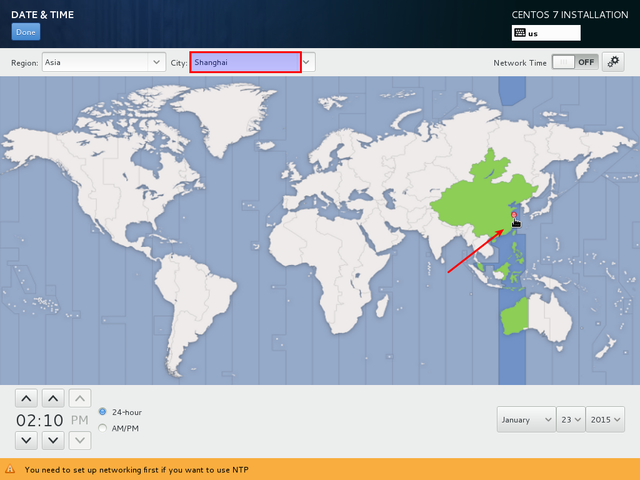 DATE & TIME
CENTOS 7 INSTALLATION
Done
us
Region: Asia City: Shanghai Network Time OFF
02:10 PM
24-hour
AM/PM
January 23 2015
You need to set up networking first if you want to use NTP